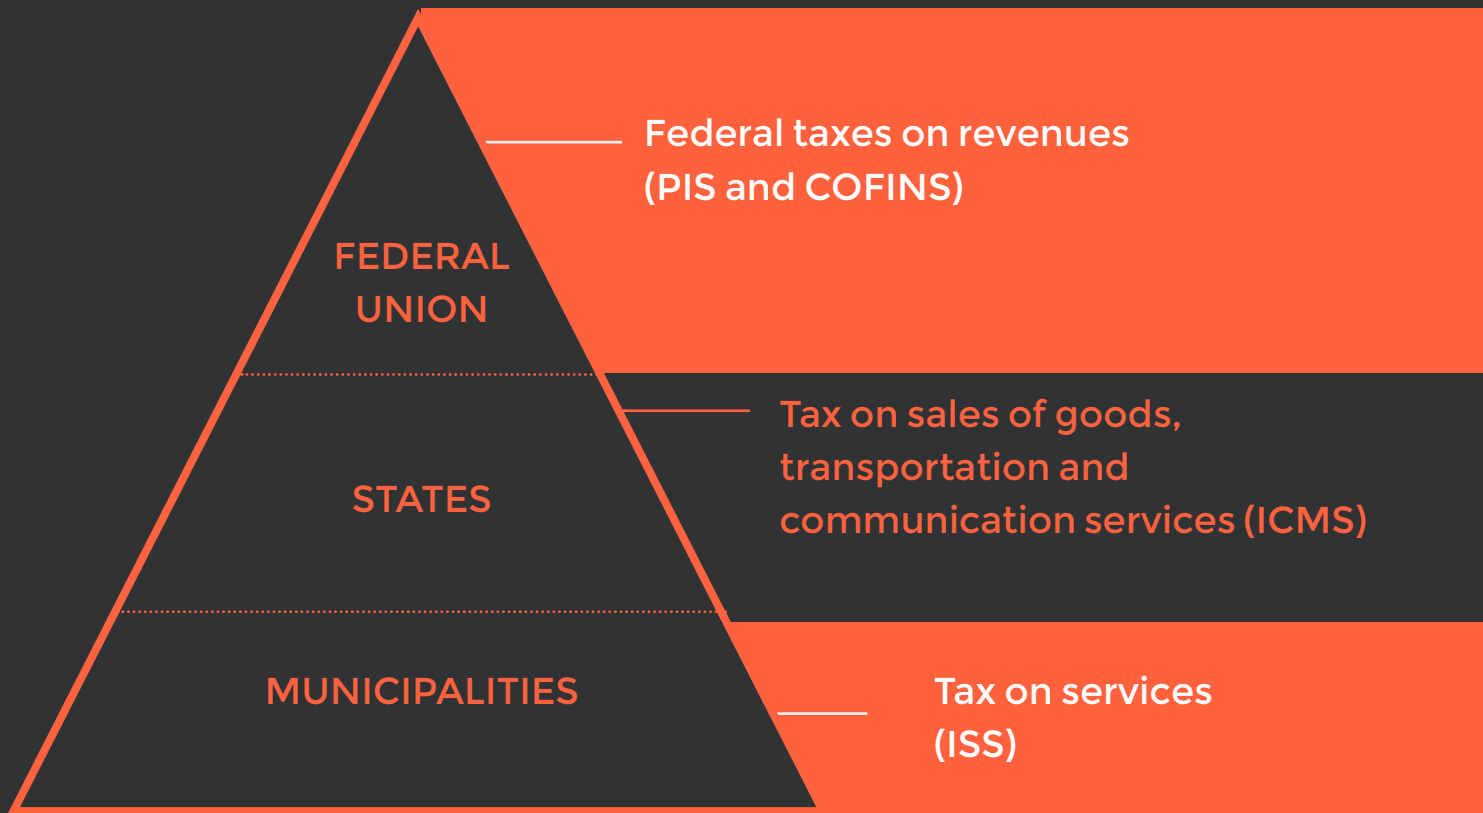 Federal taxes on revenues
(PIS and COFINS)
FEDERAL
UNION
Tax on sales of goods,
transportation and
communication services (ICMS)
STATES
MUNICIPALITIES
Tax on services
(ISS)